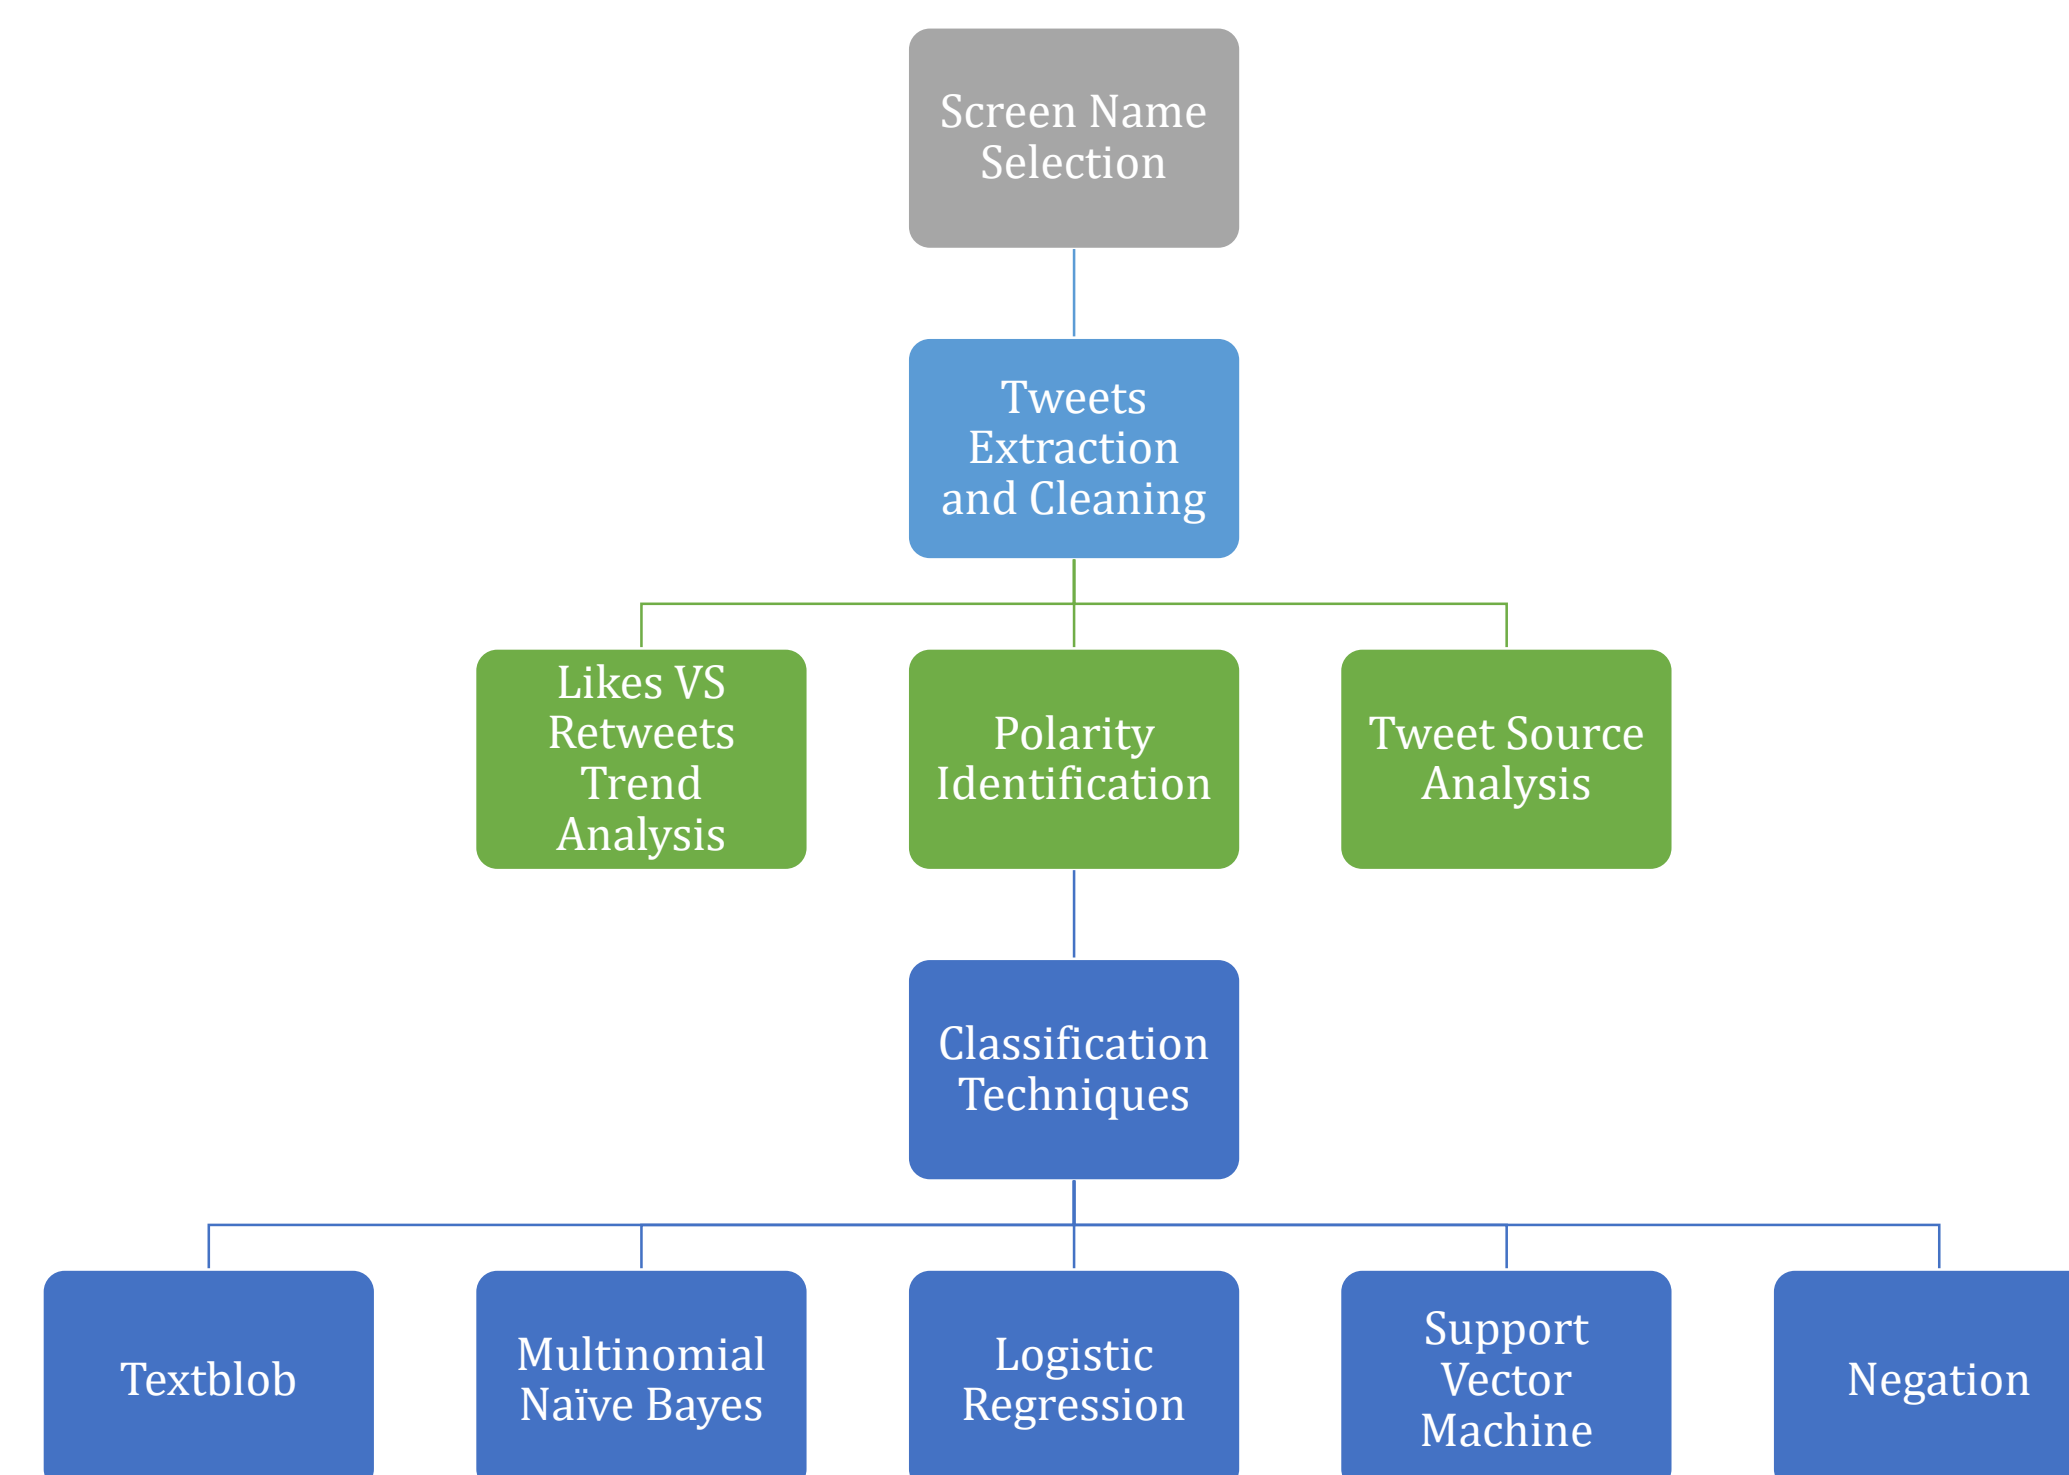 Screen Name
Selection
Tweets
Extraction
and Cleaning
Likes VS
Retweets
Trend
Analysis
Polarity
Identification
Tweet Source
Analysis
Classification
Techniques
Textblob
Multinomial
Naïve Bayes
Logistic
Regression
Support
Vector
Machine
Negation